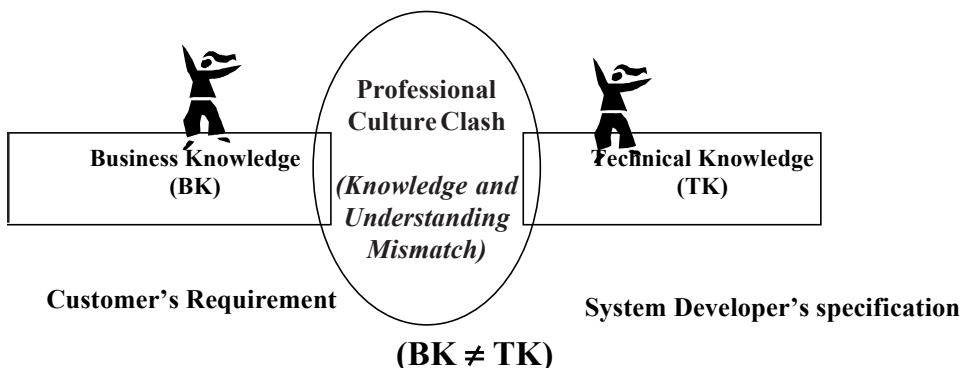 Professional
Culture Clash
Business Knowledge
(BK)
(Knowledge and
Understanding
Mismatch)
Technical Knowledge
(TK)
Customer’s Requirement
System Developer’s specification
(BK ≠ TK)